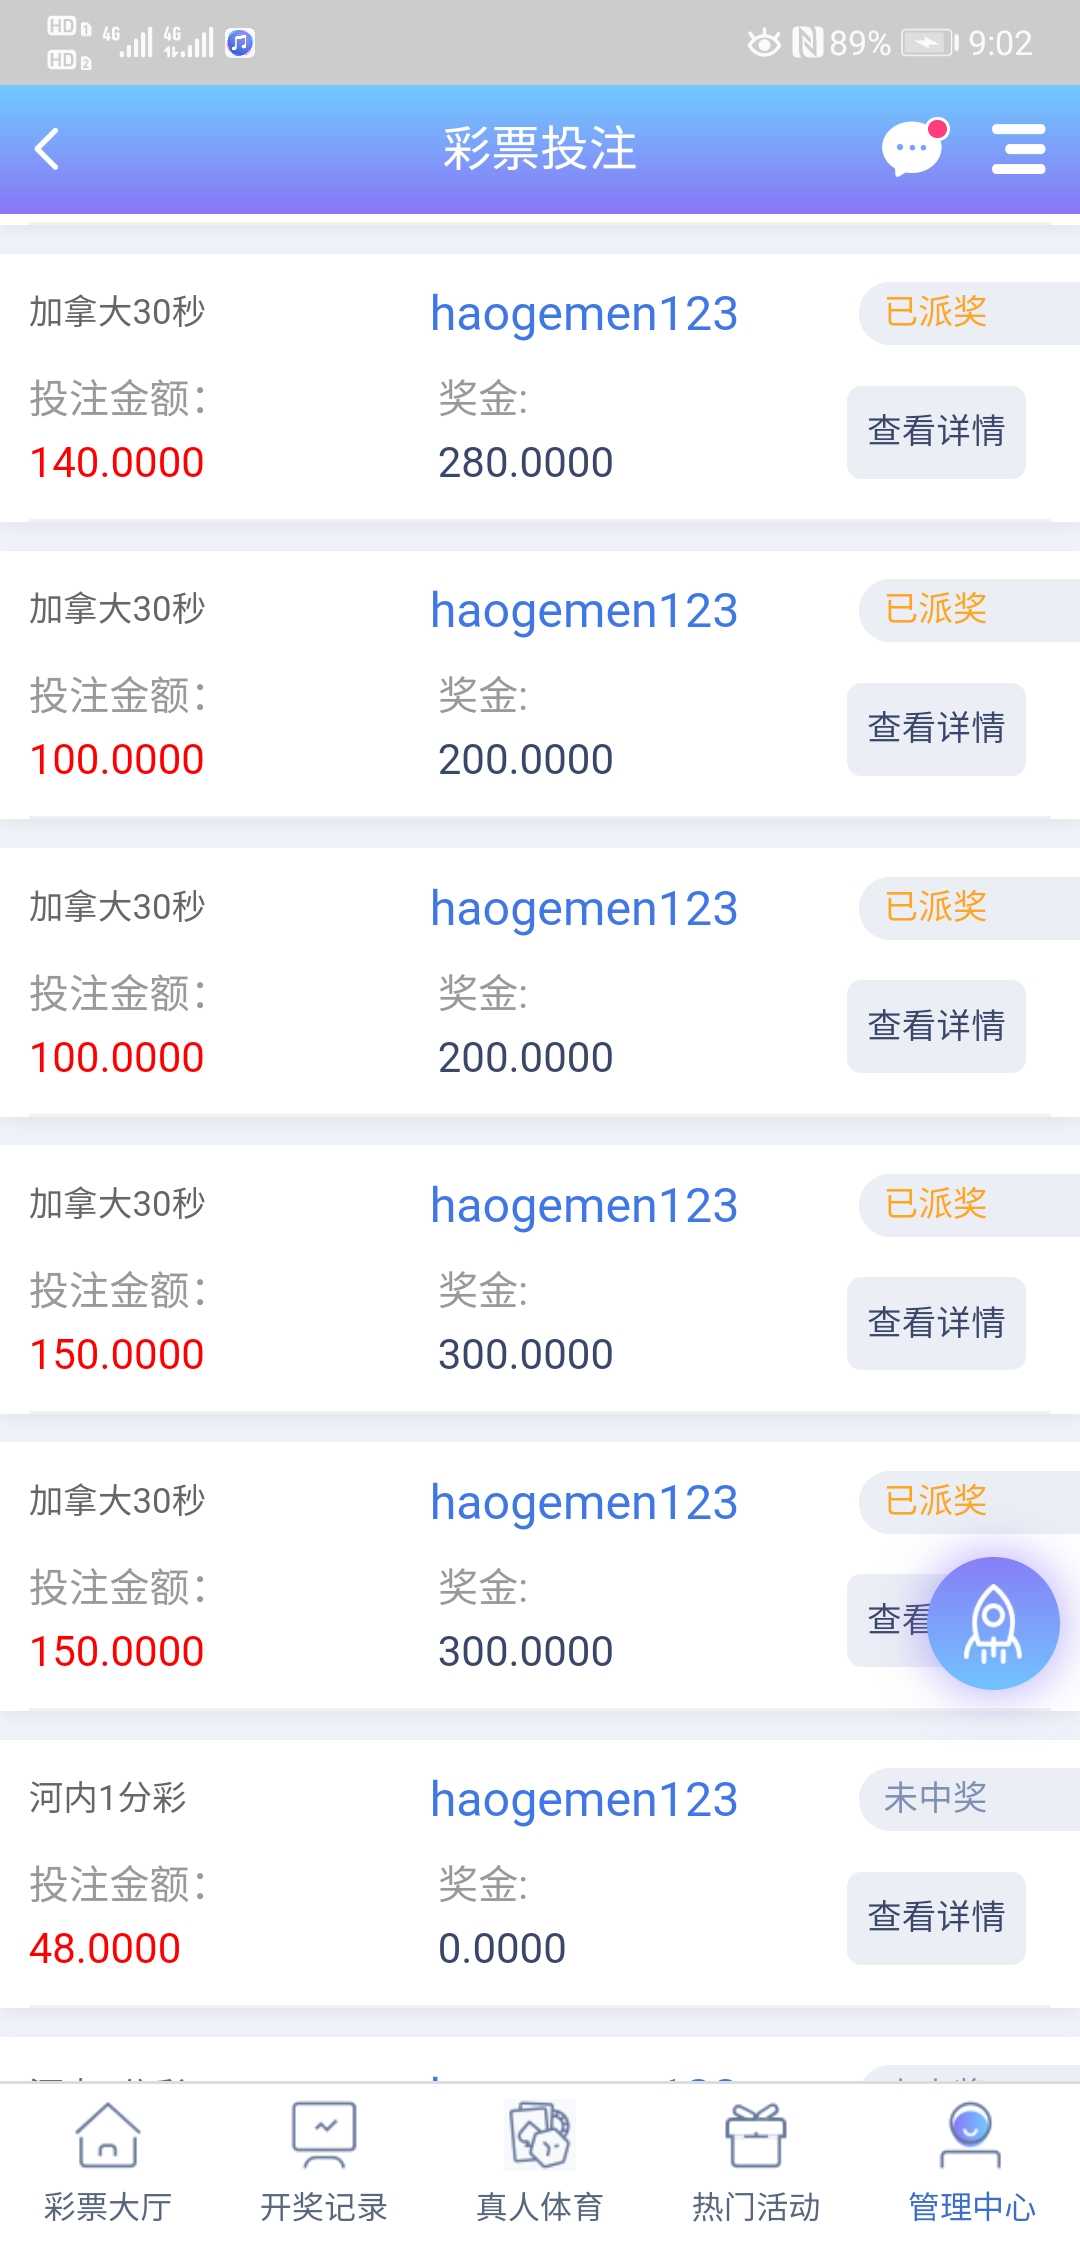 HD 1 4G 4G 89% 9:02
HD 2
彩票投注
加拿大30秒 haogemen123 已派奖
投注金额： 奖金:
查看详情
140.0000 280.0000
加拿大30秒 haogemen123 已派奖
投注金额： 奖金:
查看详情
100.0000 200.0000
加拿大30秒 haogemen123 已派奖
投注金额： 奖金:
查看详情
100.0000 200.0000
加拿大30秒 haogemen123 已派奖
投注金额： 奖金:
查看详情
150.0000 300.0000
加拿大30秒 haogemen123 已派奖
投注金额： 奖金:
查看
150.0000 300.0000
河内1分彩 haogemen123 未中奖
投注金额： 奖金:
查看详情
48.0000 0.0000
彩票大厅 开奖记录 真人体育 热门活动 管理中心